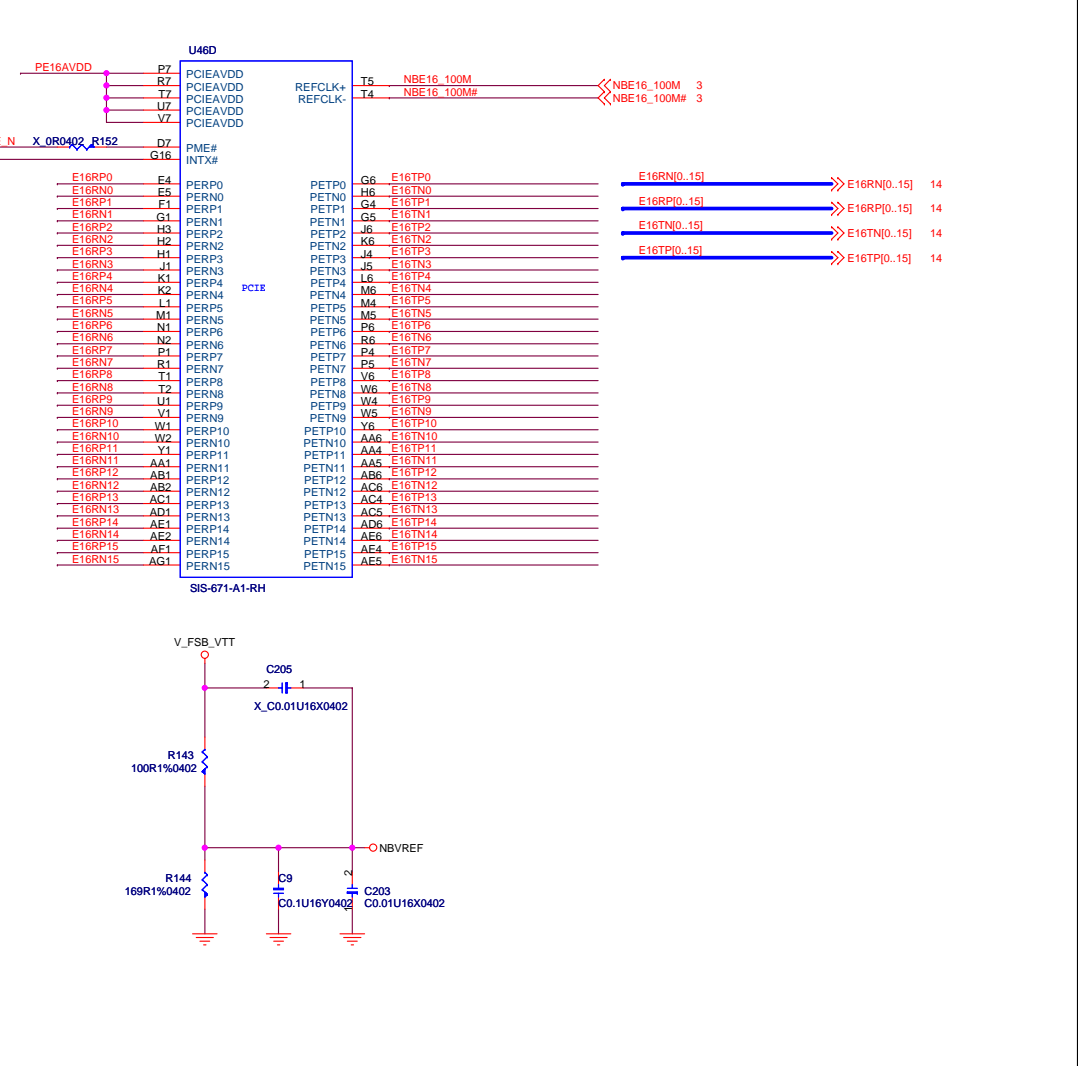 U46D
PE16AVDD
P7 PCIEAVDD
R7 PCIEAVDD
T7 PCIEAVDD
U7 PCIEAVDD
V7 PCIEAVDD
REFCLK+ T5 NBE16_100M NBE16_100M 3
REFCLK- T4 NBE16_100M# NBE16_100M# 3
_N X_0R0402 R152 D7 PME#
G16 INTX#
E16RP0 E4 PERP0 PETP0 G6 E16TP0
E16RN0 E5 PERN0 PETN0 H6 E16TN0
E16RP1 F1 PERP1 PETP1 G4 E16TP1
E16RN1 G1 PERN1 PETN1 G5 E16TN1
E16RP2 H3 PERP2 PETP2 J6 E16TP2
E16RN2 H2 PERN2 PETN2 K6 E16TN2
E16RP3 H1 PERP3 PETP3 J4 E16TP3
E16RN3 J1 PERN3 PETN3 J5 E16TN3
E16RP4 K1 PERP4 PETP4 L6 E16TP4
E16RN4 K2 PERN4 PETN4 M6 E16TN4
E16RP5 L1 PERP5 PETP5 M4 E16TP5
E16RN5 M1 PERN5 PETN5 M5 E16TN5
E16RP6 N1 PERP6 PETP6 P6 E16TP6
E16RN6 N2 PERN6 PETN6 R6 E16TN6
E16RP7 P1 PERP7 PETP7 P4 E16TP7
E16RN7 R1 PERN7 PETN7 P5 E16TN7
E16RP8 T1 PERP8 PETP8 V6 E16TP8
E16RN8 T2 PERN8 PETN8 W6 E16TN8
E16RP9 U1 PERP9 PETP9 W4 E16TP9
E16RN9 V1 PERN9 PETN9 W5 E16TN9
E16RP10 W1 PERP10 PETP10 Y6 E16TP10
E16RN10 W2 PERN10 PETN10 AA6 E16TN10
E16RP11 Y1 PERP11 PETP11 AA4 E16TP11
E16RN11 AA1 PERN11 PETN11 AA5 E16TN11
E16RP12 AB1 PERP12 PETP12 AB6 E16TP12
E16RN12 AB2 PERN12 PETN12 AC6 E16TN12
E16RP13 AC1 PERP13 PETP13 AC4 E16TP13
E16RN13 AD1 PERN13 PETN13 AC5 E16TN13
E16RP14 AE1 PERP14 PETP14 AD6 E16TP14
E16RN14 AE2 PERN14 PETN14 AE6 E16TN14
E16RP15 AF1 PERP15 PETP15 AE4 E16TP15
E16RN15 AG1 PERN15 PETN15 AE5 E16TN15
PCIE
SIS-671-A1-RH
E16RN[0..15] E16RN[0..15] 14
E16RP[0..15] E16RP[0..15] 14
E16TN[0..15] E16TN[0..15] 14
E16TP[0..15] E16TP[0..15] 14
V_FSB_VTT
C205
2 1
X_C0.01U16X0402
R143
100R1%0402
NBVREF
R144
169R1%0402
C9
C0.1U16Y0402
2
C203
1
C0.01U16X0402